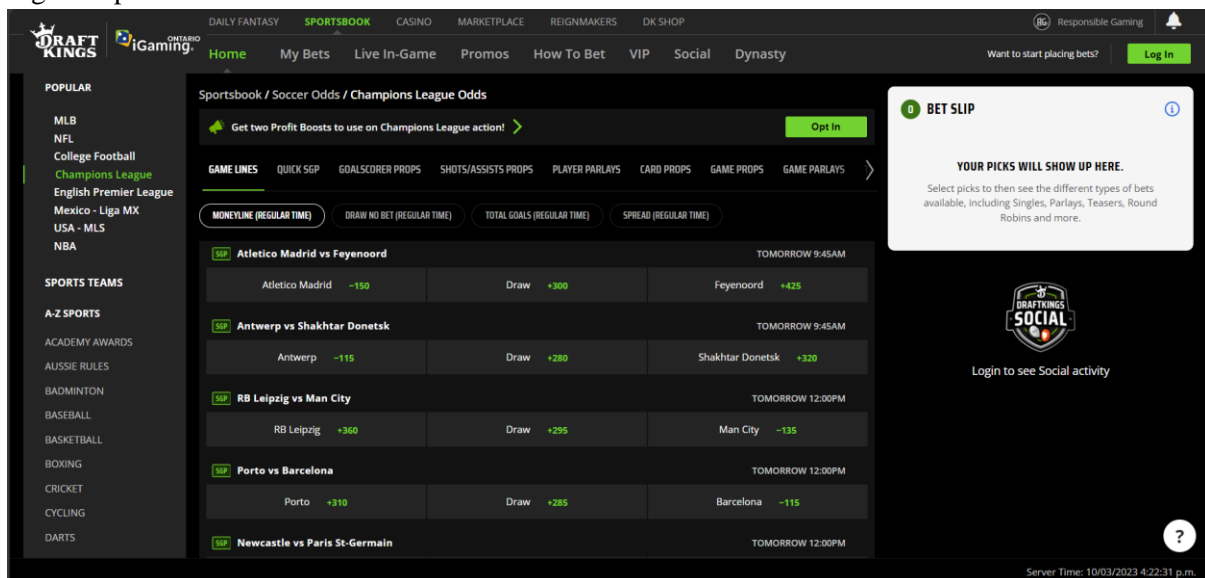 DAILY FANTASY SPORTSBOOK CASINO MARKETPLACE REIGNMAKERS DK SHOP
RG Responsible Gaming
DRAFT KINGS
ONTARIO
iGaming.
Home My Bets Live In-Game Promos How To Bet VIP Social Dynasty
Want to start placing bets? Log In
POPULAR
MLB
NFL
College Football
Champions League
English Premier League
Mexico - Liga MX
USA - MLS
NBA
SPORTS TEAMS
A-Z SPORTS
ACADEMY AWARDS
AUSSIE RULES
BADMINTON
BASEBALL
BASKETBALL
BOXING
CRICKET
CYCLING
DARTS
Sportsbook / Soccer Odds / Champions League Odds
Get two Profit Boosts to use on Champions League action! Opt In
GAME LINES QUICK SGP GOALSCORER PROPS SHOTS/ASSISTS PROPS PLAYER PARLAYS CARD PROPS GAME PROPS GAME PARLAYS
MONEYLINE (REGULAR TIME) DRAW NO BET (REGULAR TIME) TOTAL GOALS (REGULAR TIME) SPREAD (REGULAR TIME)
SGP Atletico Madrid vs Feyenoord TOMORROW 9:45AM
Atletico Madrid −150 Draw +300 Feyenoord +425
SGP Antwerp vs Shakhtar Donetsk TOMORROW 9:45AM
Antwerp −115 Draw +280 Shakhtar Donetsk +320
SGP RB Leipzig vs Man City TOMORROW 12:00PM
RB Leipzig +360 Draw +295 Man City −135
SGP Porto vs Barcelona TOMORROW 12:00PM
Porto +310 Draw +285 Barcelona −115
SGP Newcastle vs Paris St-Germain TOMORROW 12:00PM
0 BET SLIP
YOUR PICKS WILL SHOW UP HERE.
Select picks to then see the different types of bets
available, including Singles, Parlays, Teasers, Round
Robins and more.
DRAFTKINGS
SOCIAL
Login to see Social activity
?
Server Time: 10/03/2023 4:22:31 p.m.